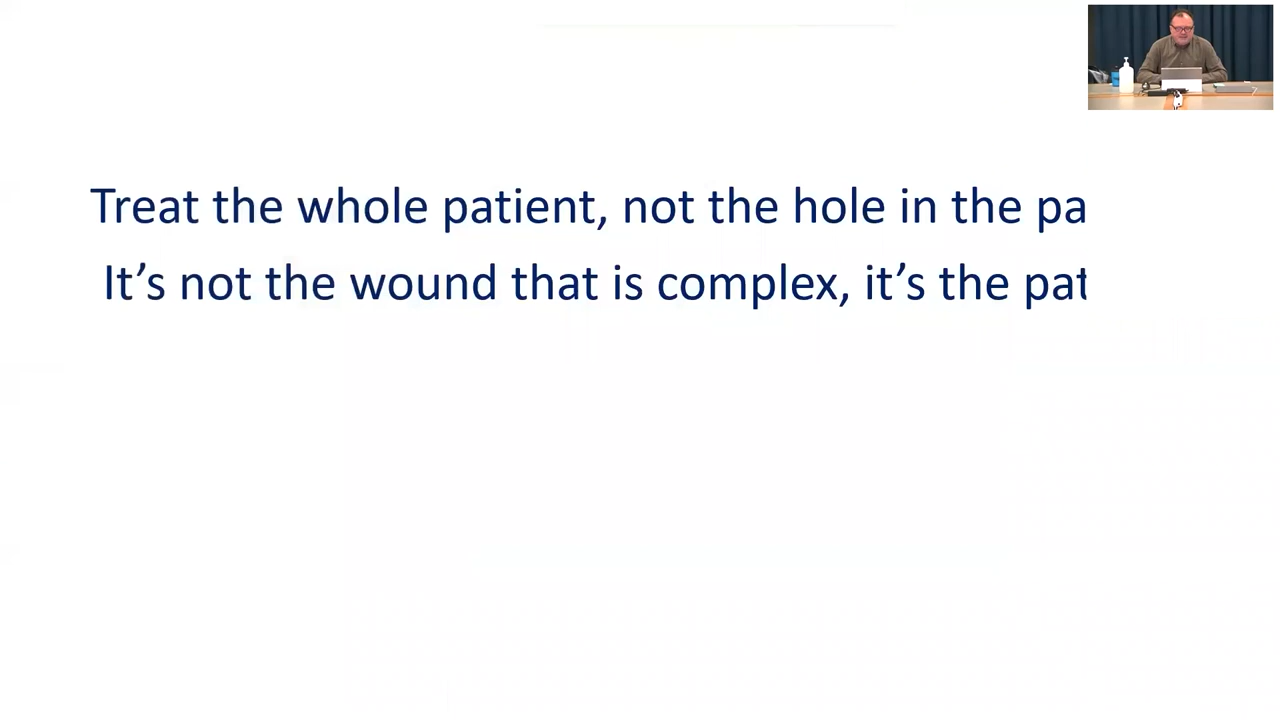 Treat the whole patient, not the hole in the pa
It’s not the wound that is complex, it’s the pat